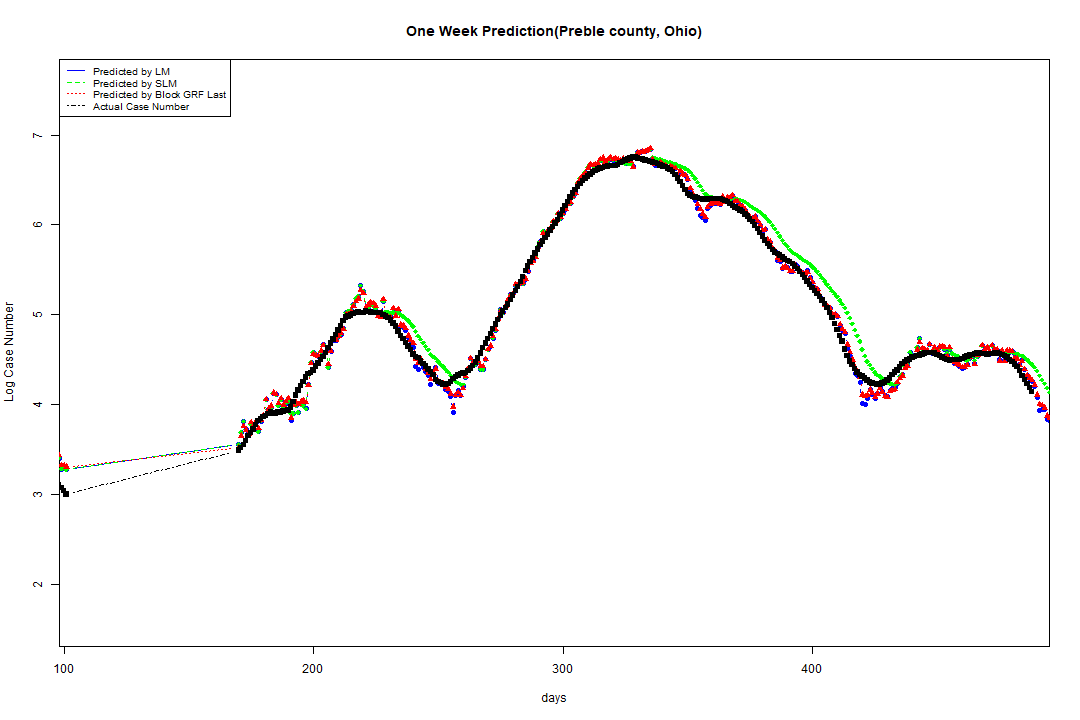 One Week Prediction(Preble county, Ohio)
Predicted by LM
Predicted by SLM
Predicted by Block GRF Last
Actual Case Number
7
6
5
4
3
2
Log Case Number
100 200 300 400
days